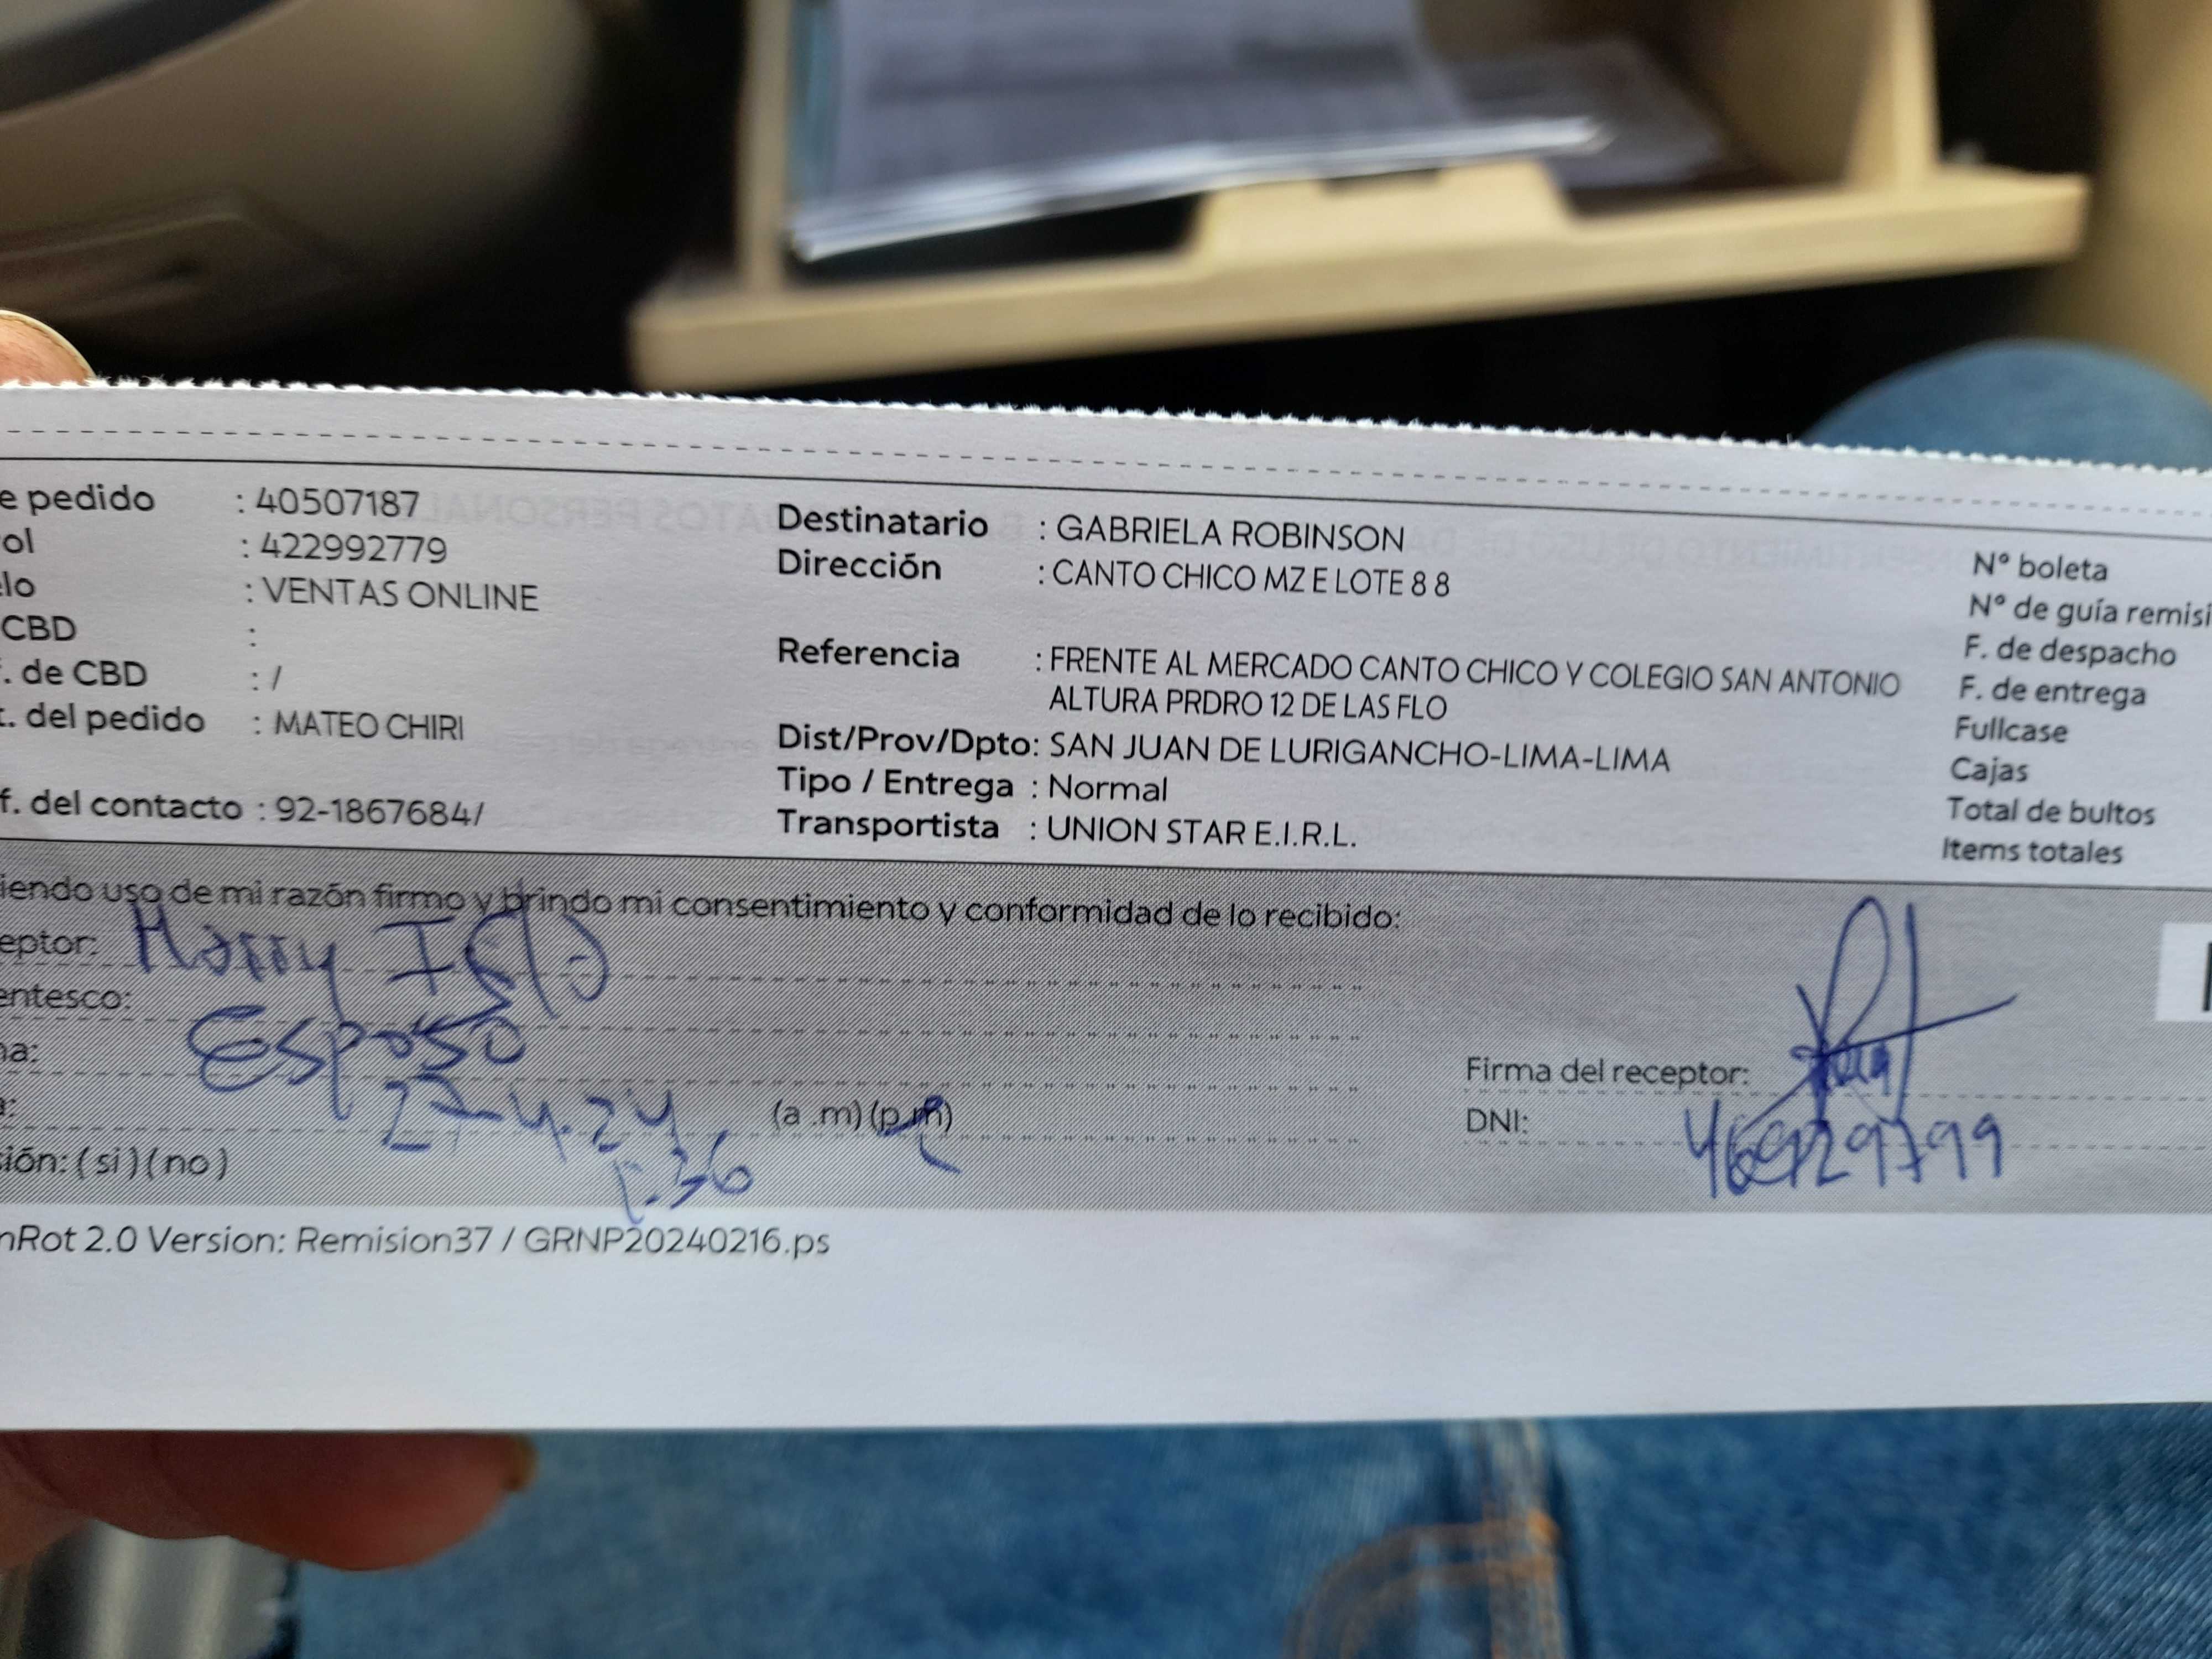 e pedido : 40507187
ol : 422992779
lo : VENTAS ONLINE
CBD :
. de CBD : /
. del pedido : MATEO CHIRI
f. del contacto : 92-1867684/
Destinatario : GABRIELA ROBINSON
Dirección : CANTO CHICO MZ E LOTE 8 8
Referencia : FRENTE AL MERCADO CANTO CHICO Y COLEGIO SAN ANTONIO
ALTURA PRDRO 12 DE LAS FLO
Dist/Prov/Dpto: SAN JUAN DE LURIGANCHO-LIMA-LIMA
Tipo / Entrega : Normal
Transportista : UNION STAR E.I.R.L.
N° boleta
N° de guía remisi
F. de despacho
F. de entrega
Fullcase
Cajas
Total de bultos
Items totales
iendo uso de mi razón firmo y brindo mi consentimiento y conformidad de lo recibido:
eptor: Harry
entesco: Esposo
na: 27-4.24
a: (a .m) (p.m)
sión: ( si ) ( no )
Firma del receptor:
DNI:
nRot 2.0 Version: Remision37 / GRNP20240216.ps